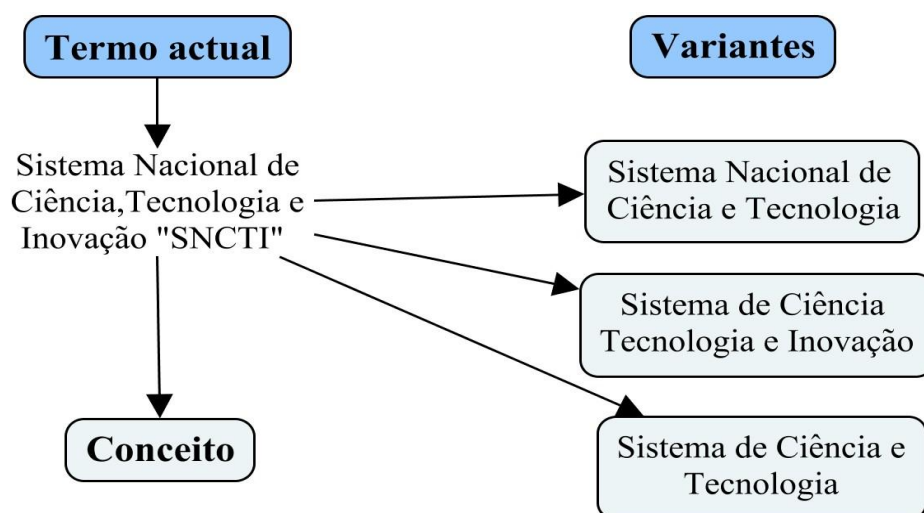 Termo actual
Variantes
Sistema Nacional de
Ciência,Tecnologia e
Inovação "SNCTI"
Sistema Nacional de
Ciência e Tecnologia
Sistema de Ciência
Tecnologia e Inovação
Conceito
Sistema de Ciência e
Tecnologia